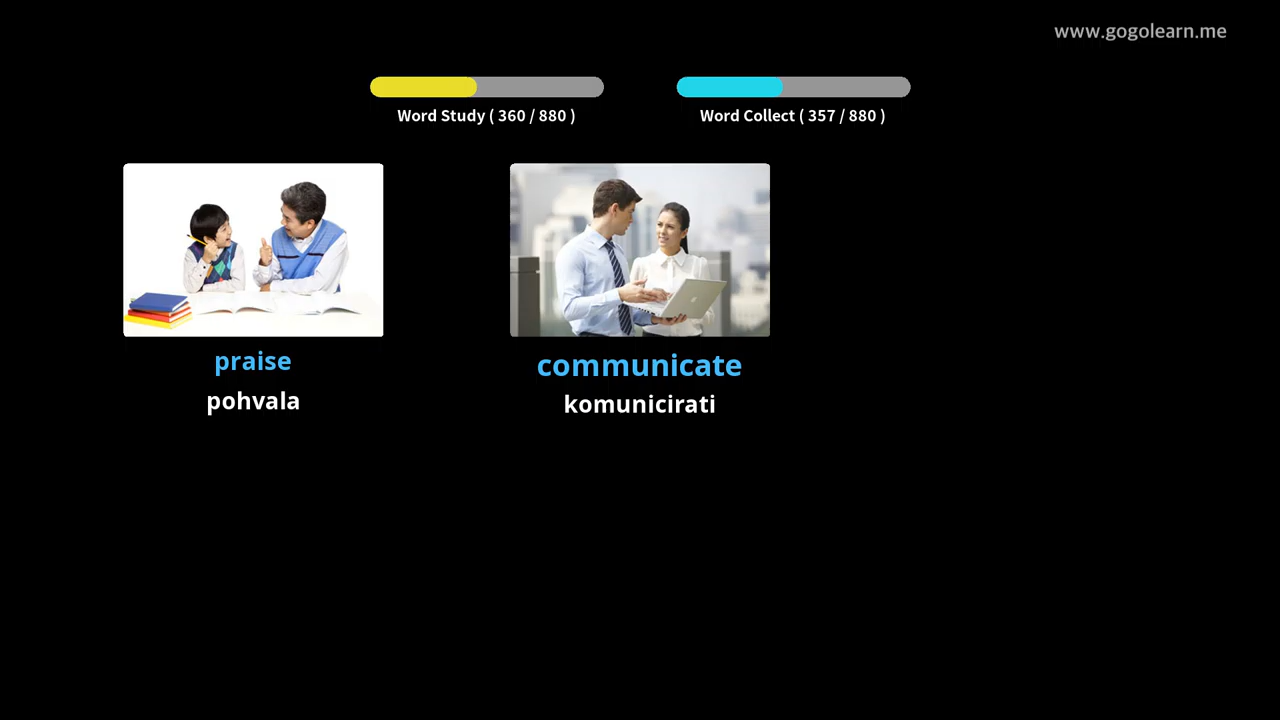 www.gogolearn.me
Word Study ( 360 / 880 )
Word Collect ( 357 / 880 )
praise
pohvala
communicate
komunicirati